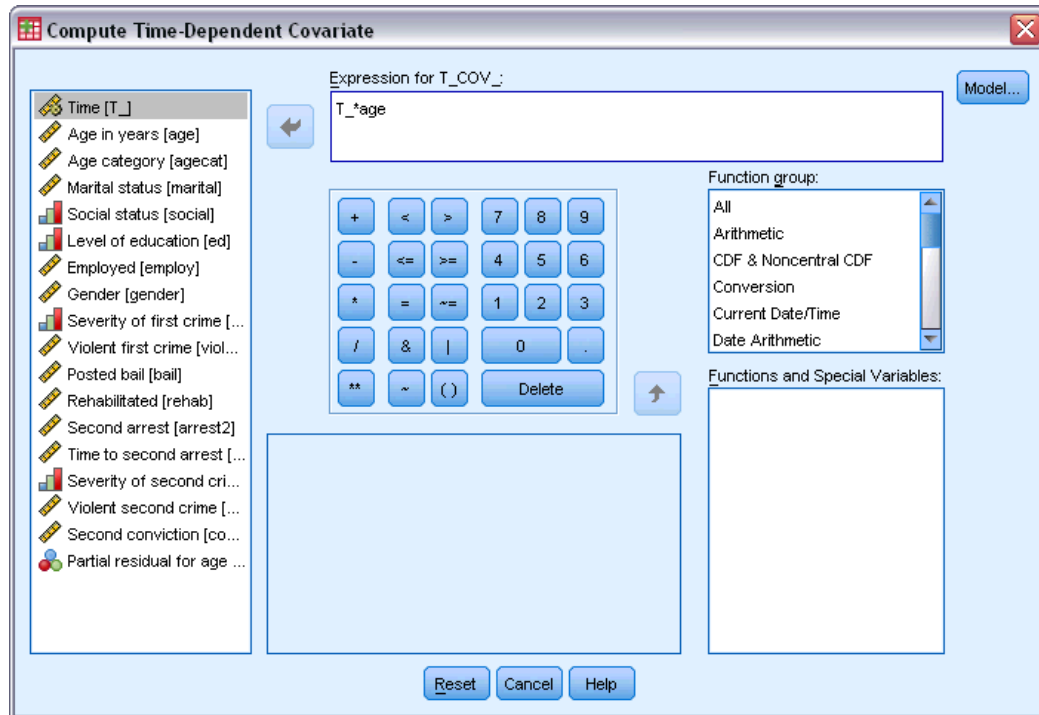 Compute Time-Dependent Covariate
Time [T_]
Age in years [age]
Age category [agecat]
Marital status [marital]
Social status [social]
Level of education [ed]
Employed [employ]
Gender [gender]
Severity of first crime [...
Violent first crime [viol...
Posted bail [bail]
Rehabilitated [rehab]
Second arrest [arrest2]
Time to second arrest [...
Severity of second cri...
Violent second crime [...
Second conviction [co...
Partial residual for age ...
Expression for T_COV_:
T_*age
Model...
+ < > 7 8 9
- <= >= 4 5 6
* = ~= 1 2 3
/ & | 0 .
** ~ ( ) Delete
Function group:
All
Arithmetic
CDF & Noncentral CDF
Conversion
Current Date/Time
Date Arithmetic
Functions and Special Variables:
Reset Cancel Help